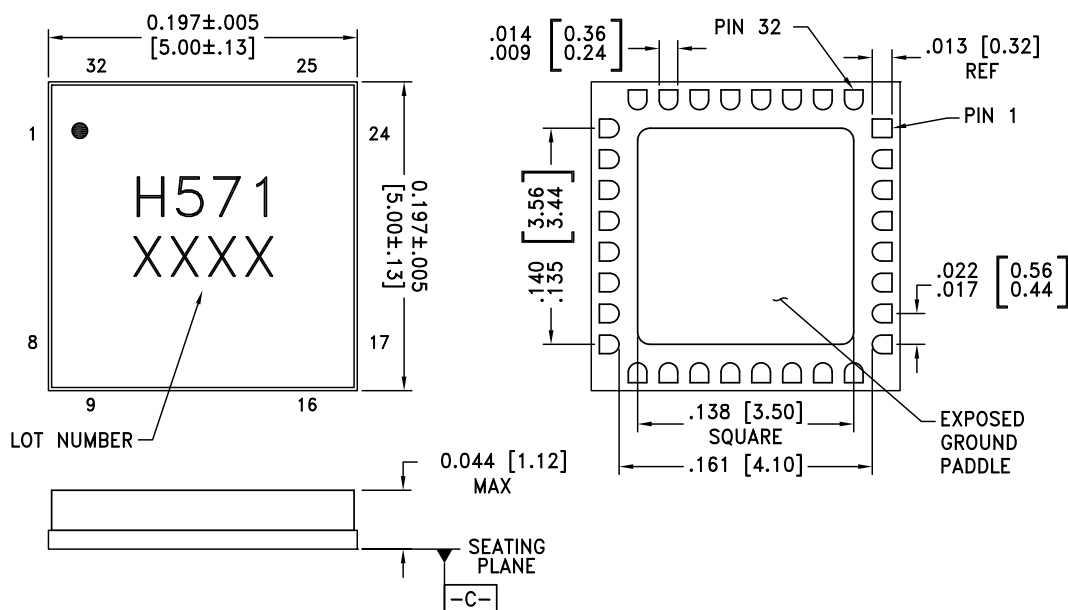 0.197±.005
[5.00±.13]
32 25
1 24
H571
XXXX
0.197±.005
[5.00±.13]
8 17
9 16
LOT NUMBER
.014 [0.36]
.009 [0.24]
PIN 32
.013 [0.32]
REF
PIN 1
[3.56]
[3.44]
.140
.135
.022 [0.56]
.017 [0.44]
.138 [3.50]
SQUARE
.161 [4.10]
EXPOSED
GROUND
PADDLE
0.044 [1.12]
MAX
SEATING
PLANE
-C-